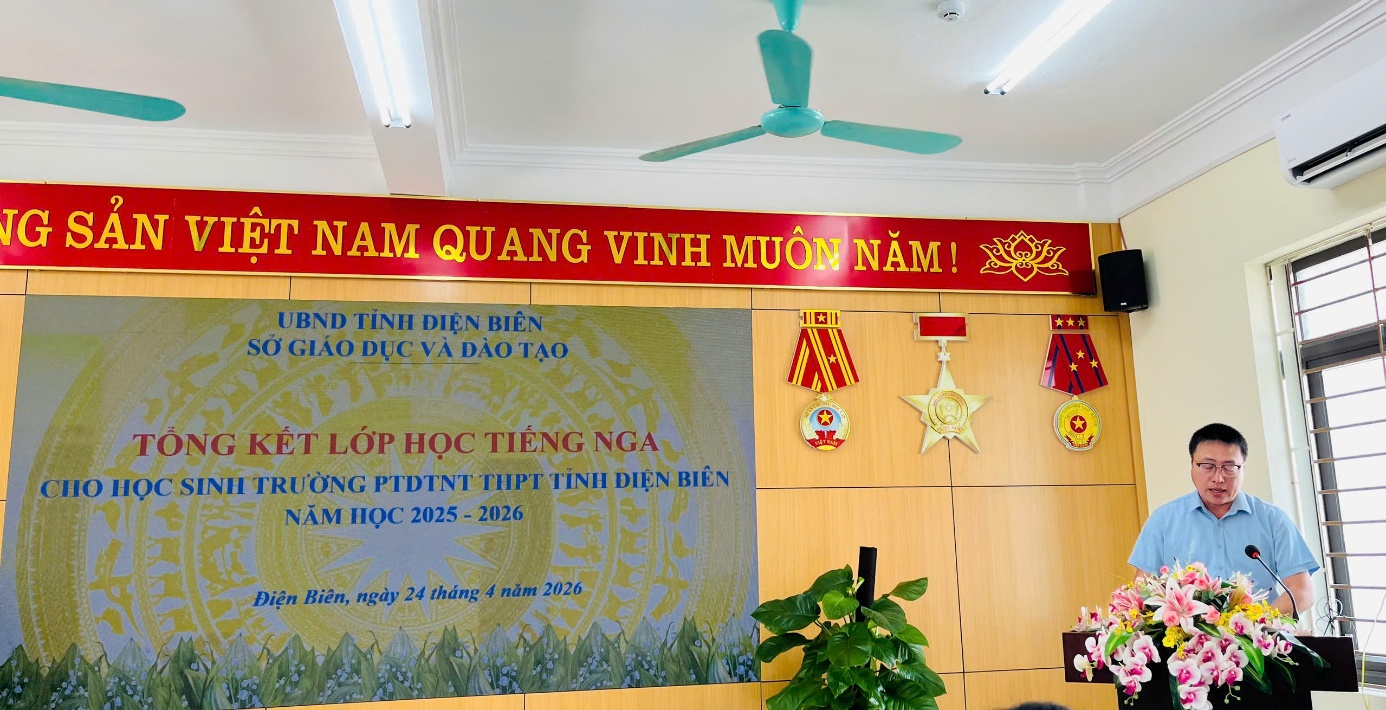 NG SẢN VIỆT NAM QUANG VINH MUÔN NĂM!
UBND TỈNH ĐIỆN BIÊN
SỞ GIÁO DỤC VÀ ĐÀO TẠO
TỔNG KẾT LỚP HỌC TIẾNG NGA
CHO HỌC SINH TRƯỜNG PTDTNT THPT TỈNH ĐIỆN BIÊN
NĂM HỌC 2025 - 2026
Điện Biên, ngày 24 tháng 4 năm 2026
VIỆT NAM